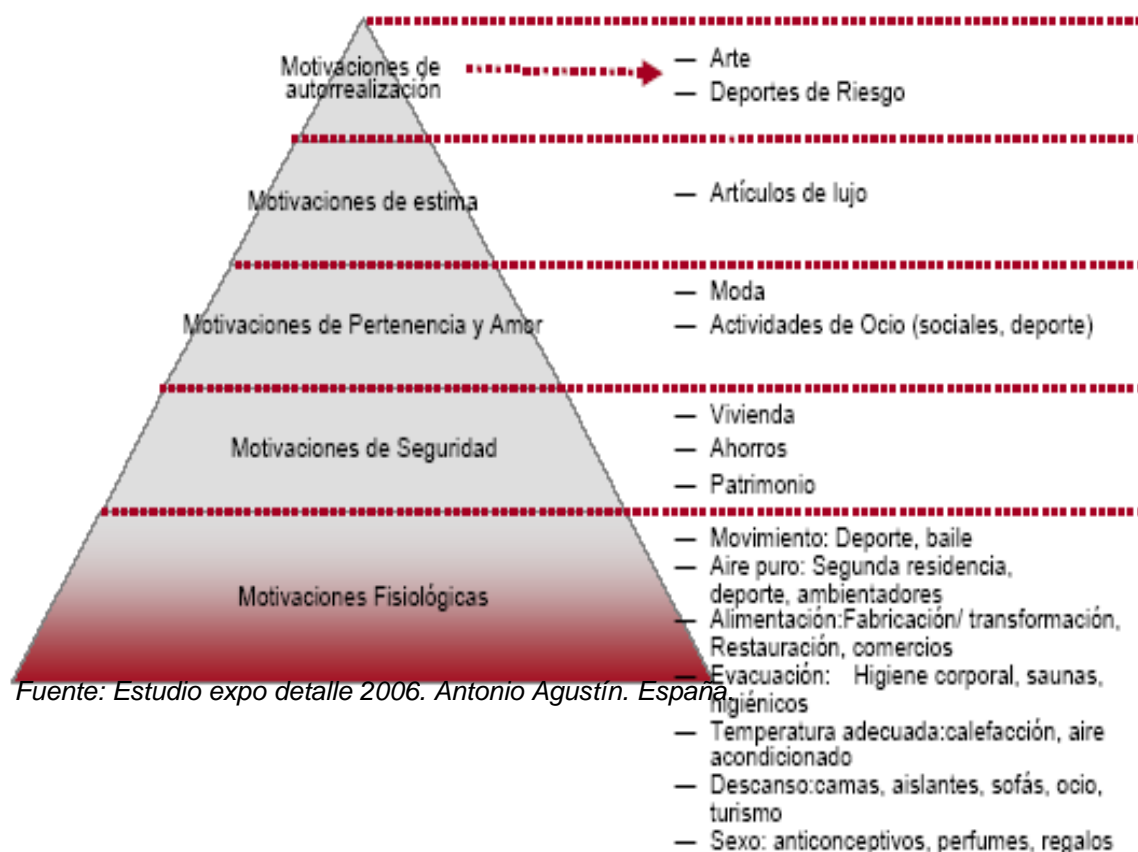 Motivaciones de
autorrealización
— Arte
— Deportes de Riesgo
Motivaciones de estima
— Artículos de lujo
Motivaciones de Pertenencia y Amor
— Moda
— Actividades de Ocio (sociales, deporte)
Motivaciones de Seguridad
— Vivienda
— Ahorros
— Patrimonio
Motivaciones Fisiológicas
— Movimiento: Deporte, baile
— Aire puro: Segunda residencia,
deporte, ambientadores
— Alimentación:Fabricación/ transformación,
Restauración, comercios
— Evacuación: Higiene corporal, saunas,
higiénicos
— Temperatura adecuada:calefacción, aire
acondicionado
— Descanso:camas, aislantes, sofás, ocio,
turismo
— Sexo: anticonceptivos, perfumes, regalos
Fuente: Estudio expo detalle 2006. Antonio Agustín. España.